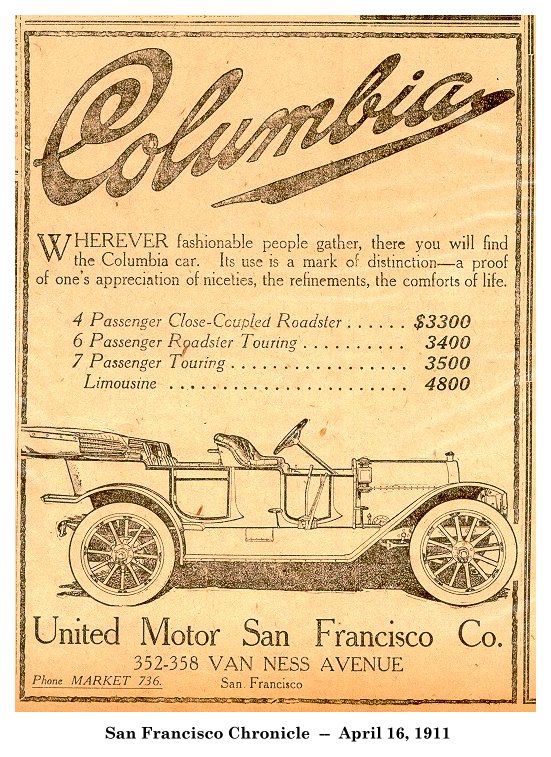 Columbia
WHEREVER fashionable people gather, there you will find
the Columbia car. Its use is a mark of distinction—a proof
of one's appreciation of niceties, the refinements, the comforts of life.
4 Passenger Close-Coupled Roadster . . . . . . $3300
6 Passenger Roadster Touring . . . . . . . . . . 3400
7 Passenger Touring . . . . . . . . . . . . . . . . . 3500
Limousine . . . . . . . . . . . . . . . . . . . . . . . 4800
United Motor San Francisco Co.
352-358 VAN NESS AVENUE
Phone MARKET 736. San Francisco
San Francisco Chronicle -- April 16, 1911